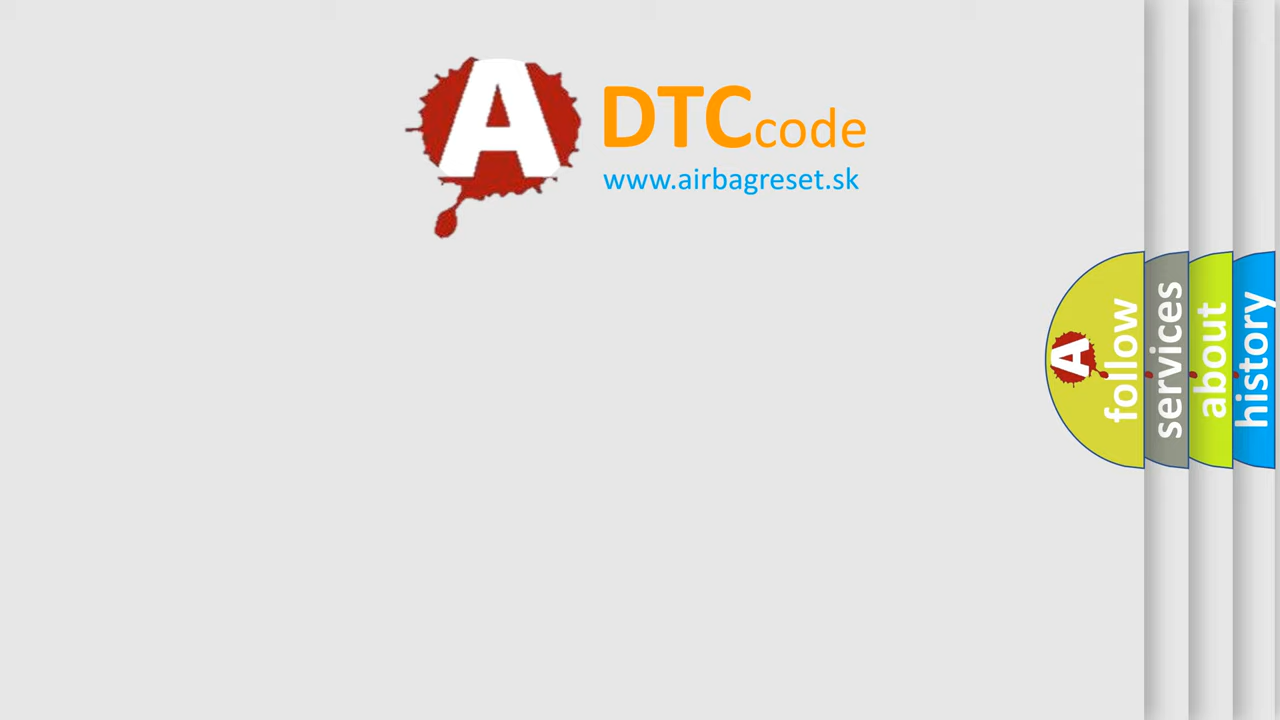 A
DTCcode
www.airbagreset.sk
A
follow
services
about
history